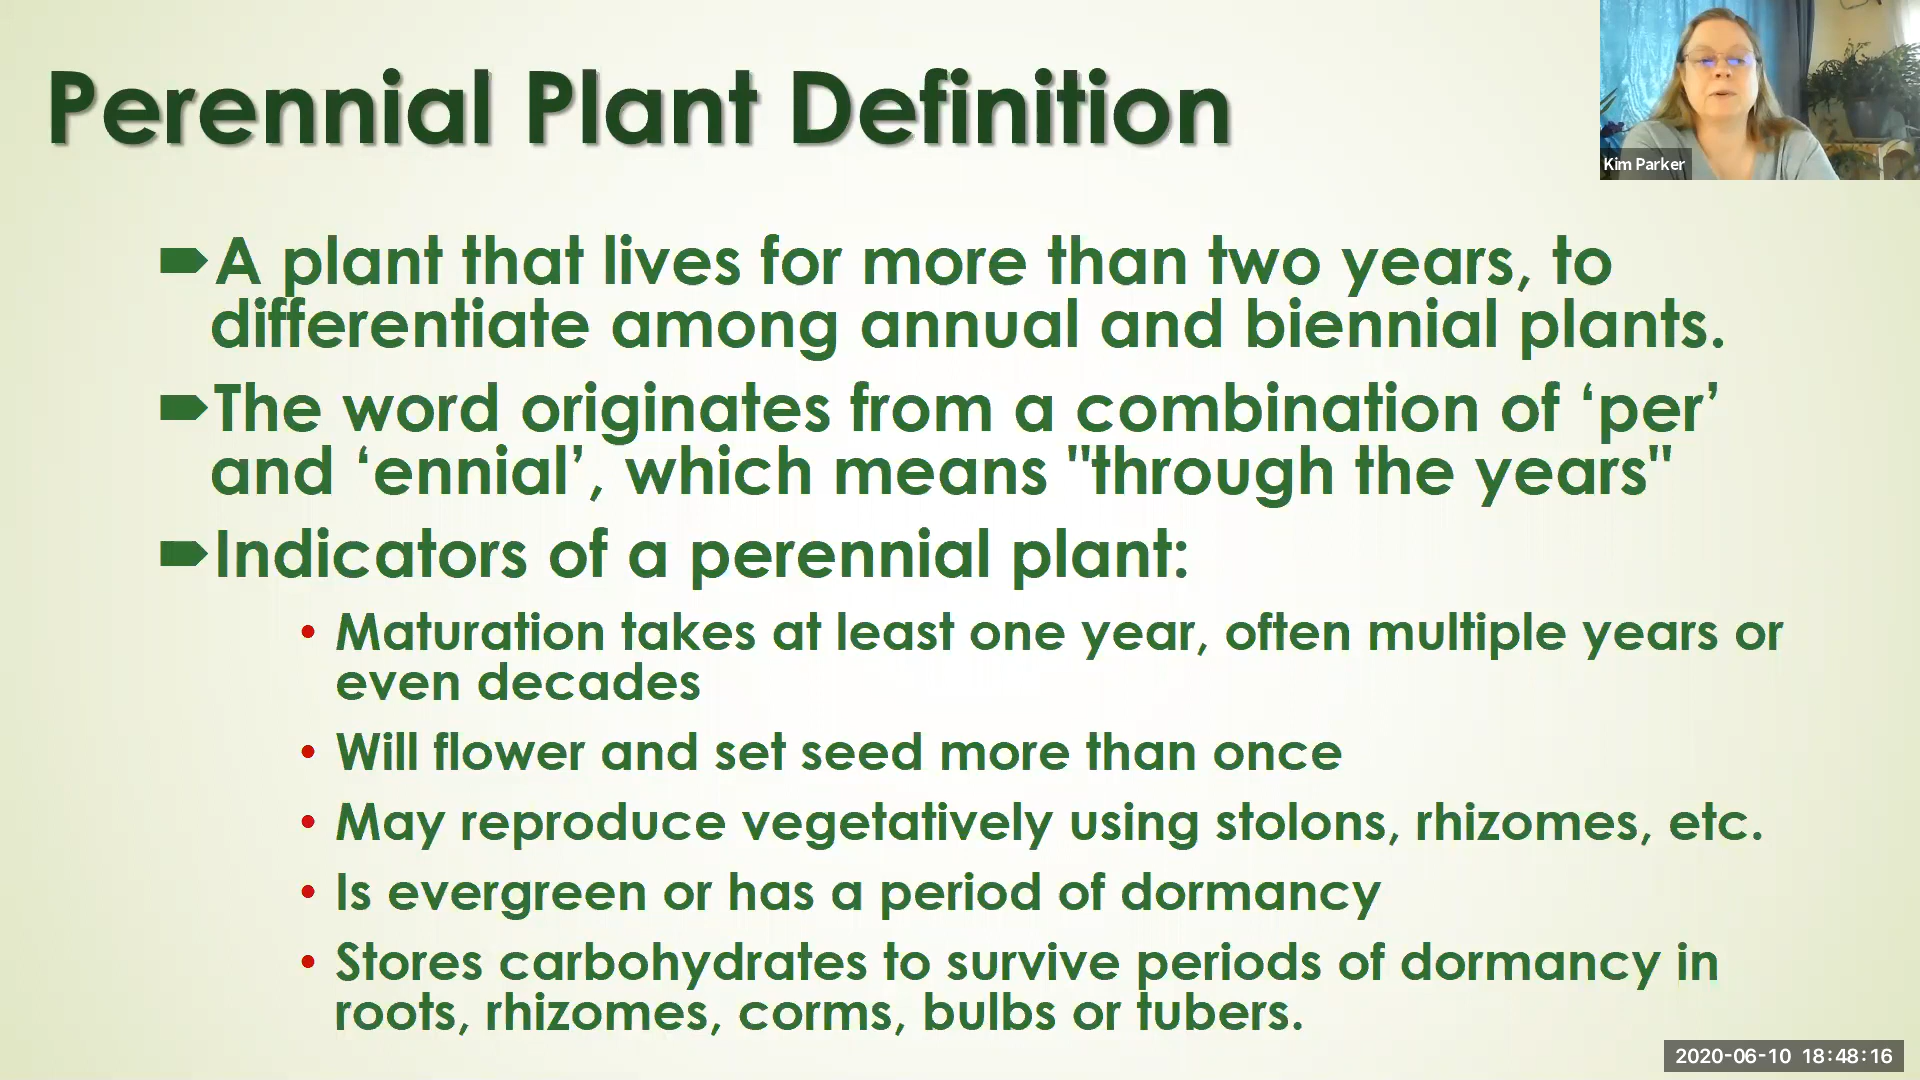 Perennial Plant Definition
Kim Parker
A plant that lives for more than two years, to
differentiate among annual and biennial plants.
The word originates from a combination of ‘per’
and ‘ennial’, which means "through the years"
Indicators of a perennial plant:
• Maturation takes at least one year, often multiple years or
even decades
• Will flower and set seed more than once
• May reproduce vegetatively using stolons, rhizomes, etc.
• Is evergreen or has a period of dormancy
• Stores carbohydrates to survive periods of dormancy in
roots, rhizomes, corms, bulbs or tubers.
2020-06-10 18:48:16